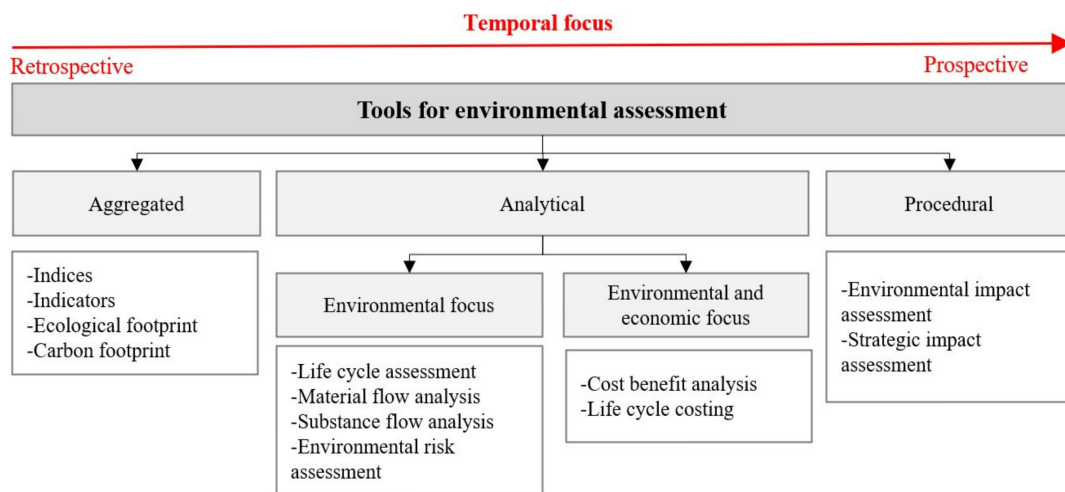 Temporal focus
Retrospective
Prospective
Tools for environmental assessment
Aggregated
Analytical
Procedural
-Indices
-Indicators
-Ecological footprint
-Carbon footprint
Environmental focus
Environmental and
economic focus
-Environmental impact
assessment
-Strategic impact
assessment
-Life cycle assessment
-Material flow analysis
-Substance flow analysis
-Environmental risk
assessment
-Cost benefit analysis
-Life cycle costing